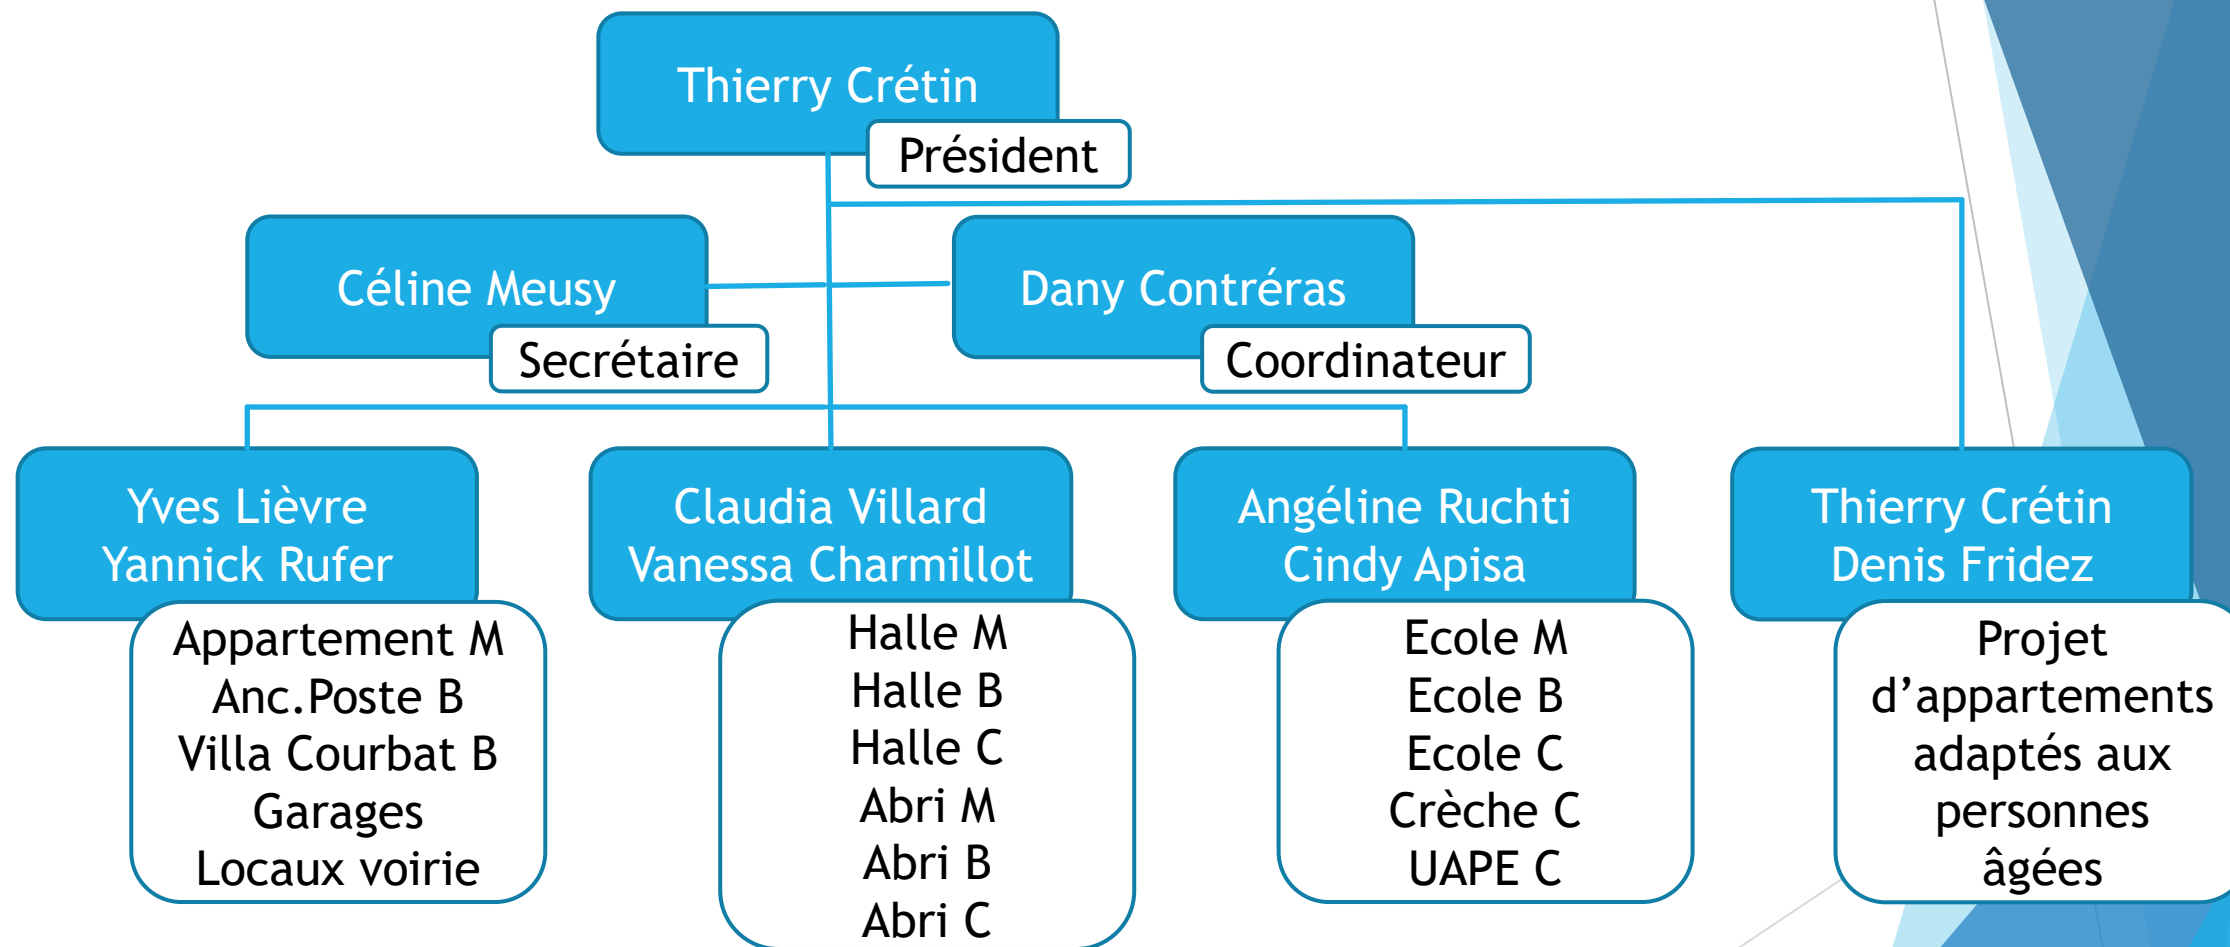 Thierry Crétin
Président
Céline Meusy
Secrétaire
Dany Contréras
Coordinateur
Yves Lièvre
Yannick Rufer
Appartement M
Anc.Poste B
Villa Courbat B
Garages
Locaux voirie
Claudia Villard
Vanessa Charmillot
Halle M
Halle B
Halle C
Abri M
Abri B
Abri C
Angéline Ruchti
Cindy Apisa
Ecole M
Ecole B
Ecole C
Crèche C
UAPE C
Thierry Crétin
Denis Fridez
Projet
d’appartements
adaptés aux
personnes
âgées